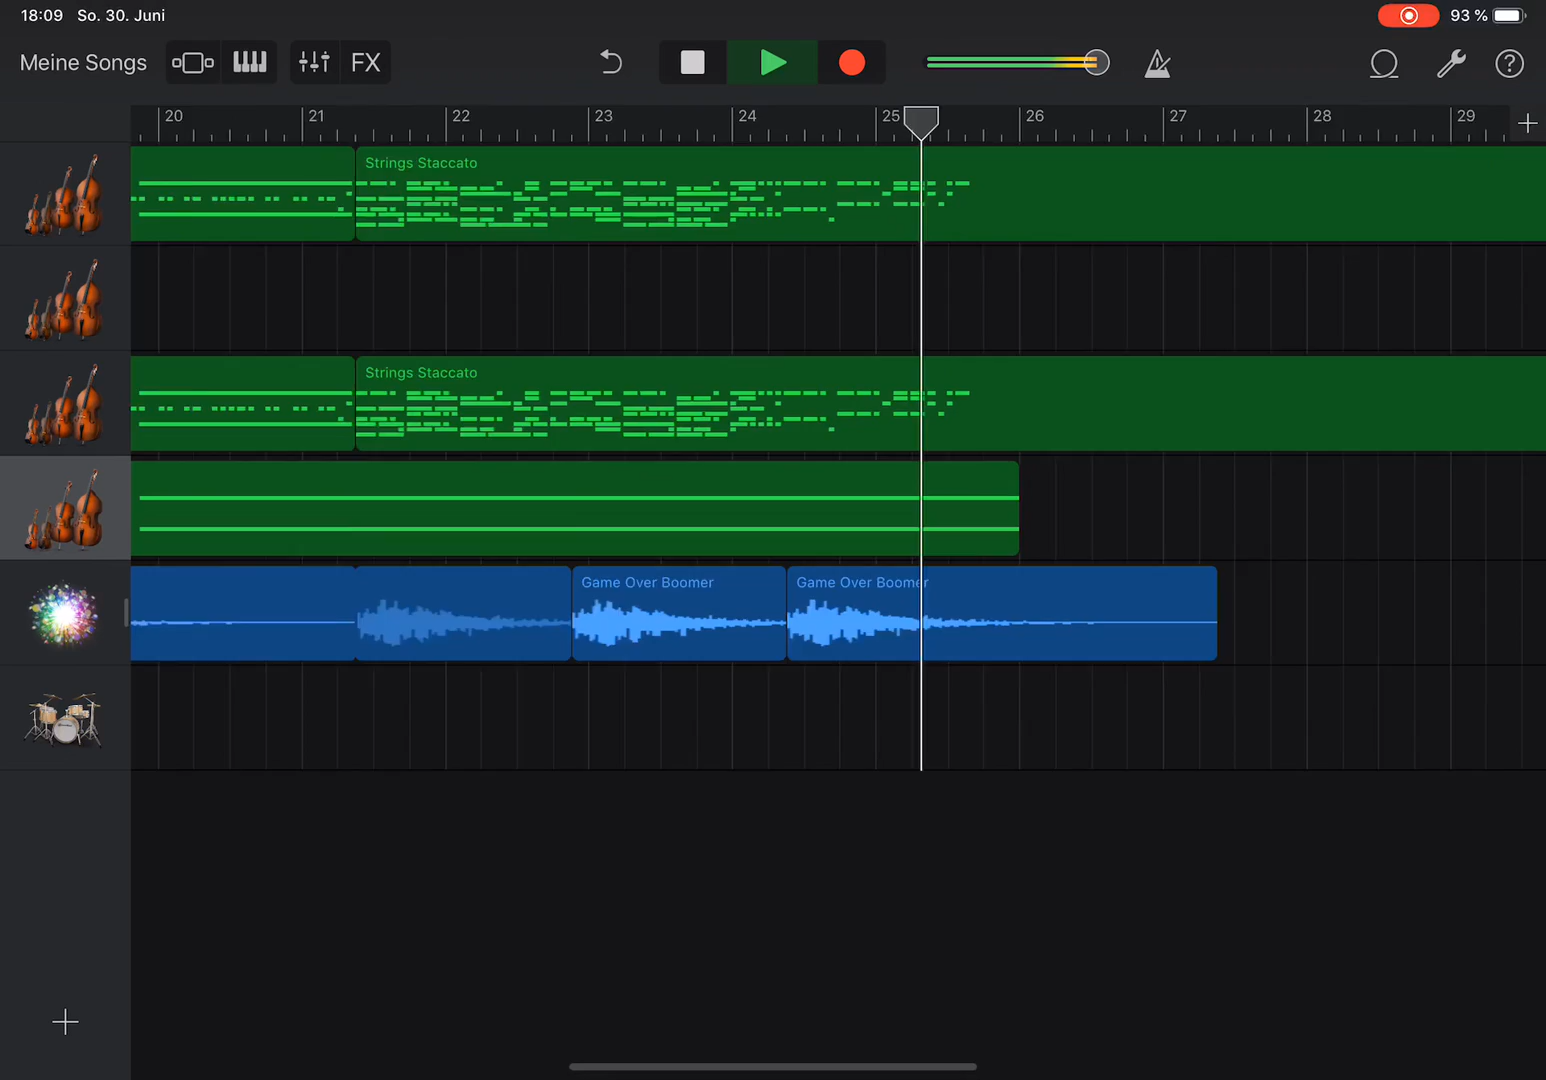 18:09 So. 30. Juni 93 %
Meine Songs FX
20 21 22 23 24 25 26 27 28 29
Strings Staccato
Strings Staccato
Game Over Boomer Game Over Boomer